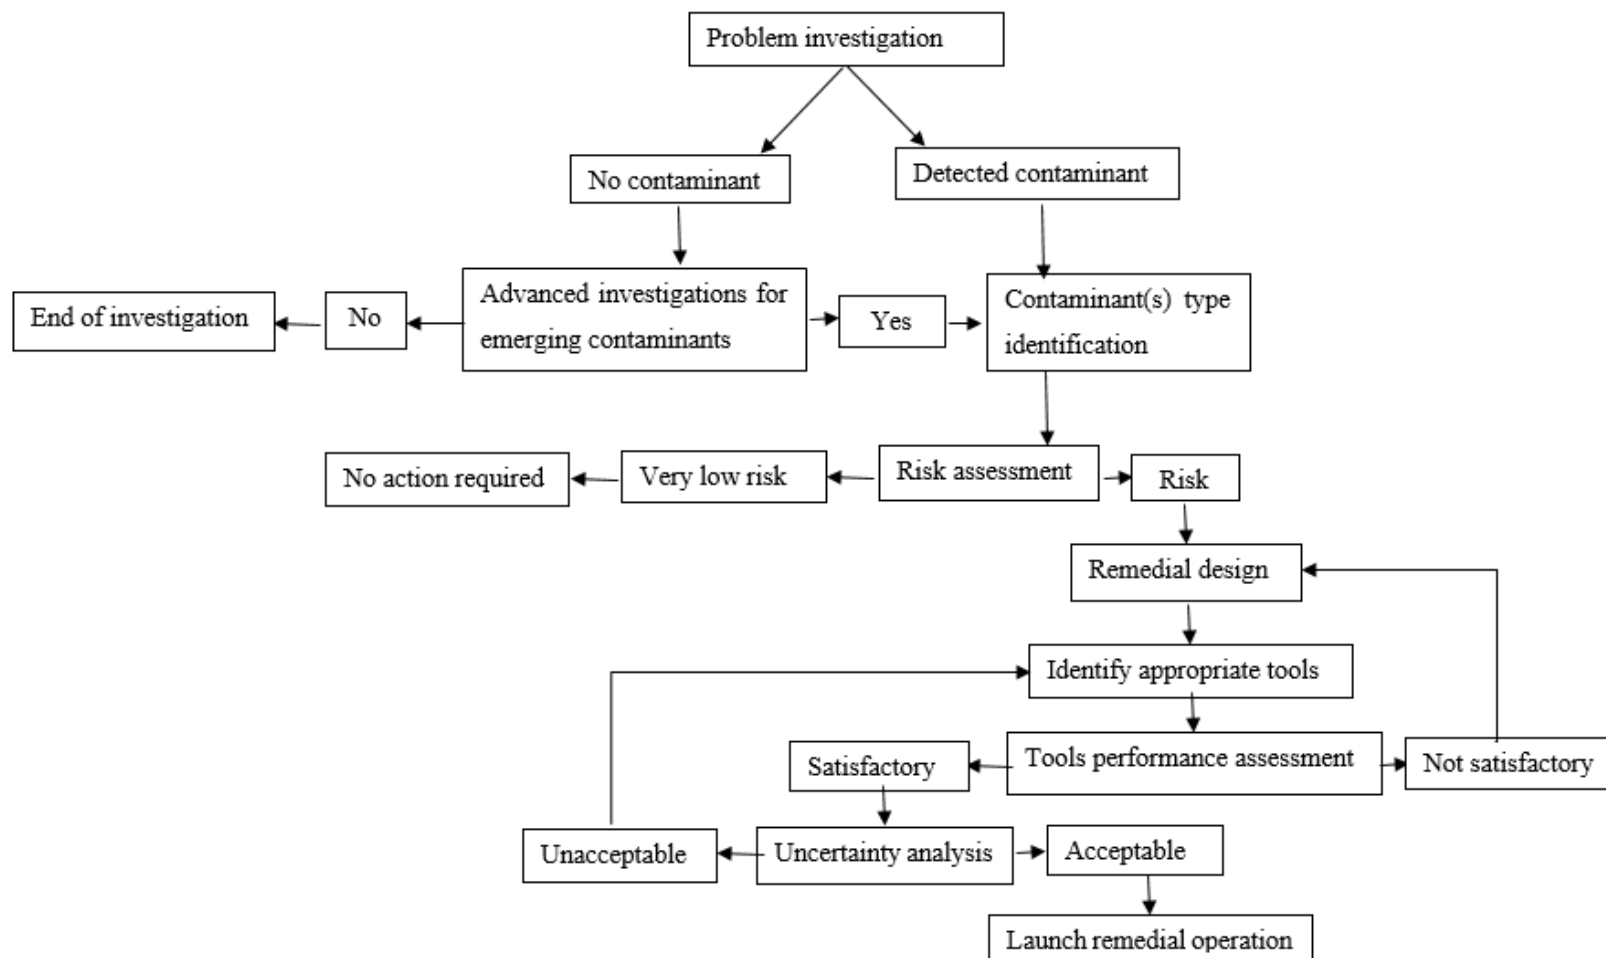 Problem investigation
No contaminant
Detected contaminant
End of investigation
No
Advanced investigations for
emerging contaminants
Yes
Contaminant(s) type
identification
No action required
Very low risk
Risk assessment
Risk
Remedial design
Identify appropriate tools
Satisfactory
Tools performance assessment
Not satisfactory
Unacceptable
Uncertainty analysis
Acceptable
Launch remedial operation